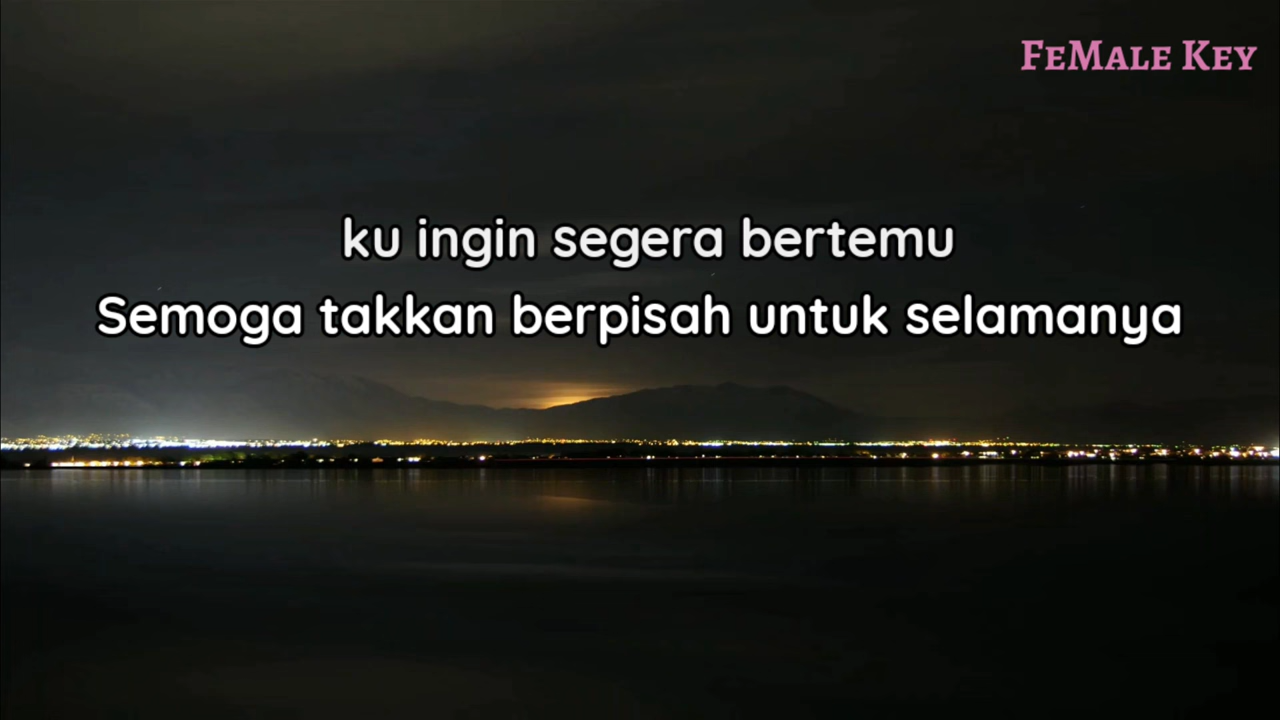 FeMale Key
ku ingin segera bertemu
Semoga takkan berpisah untuk selamanya